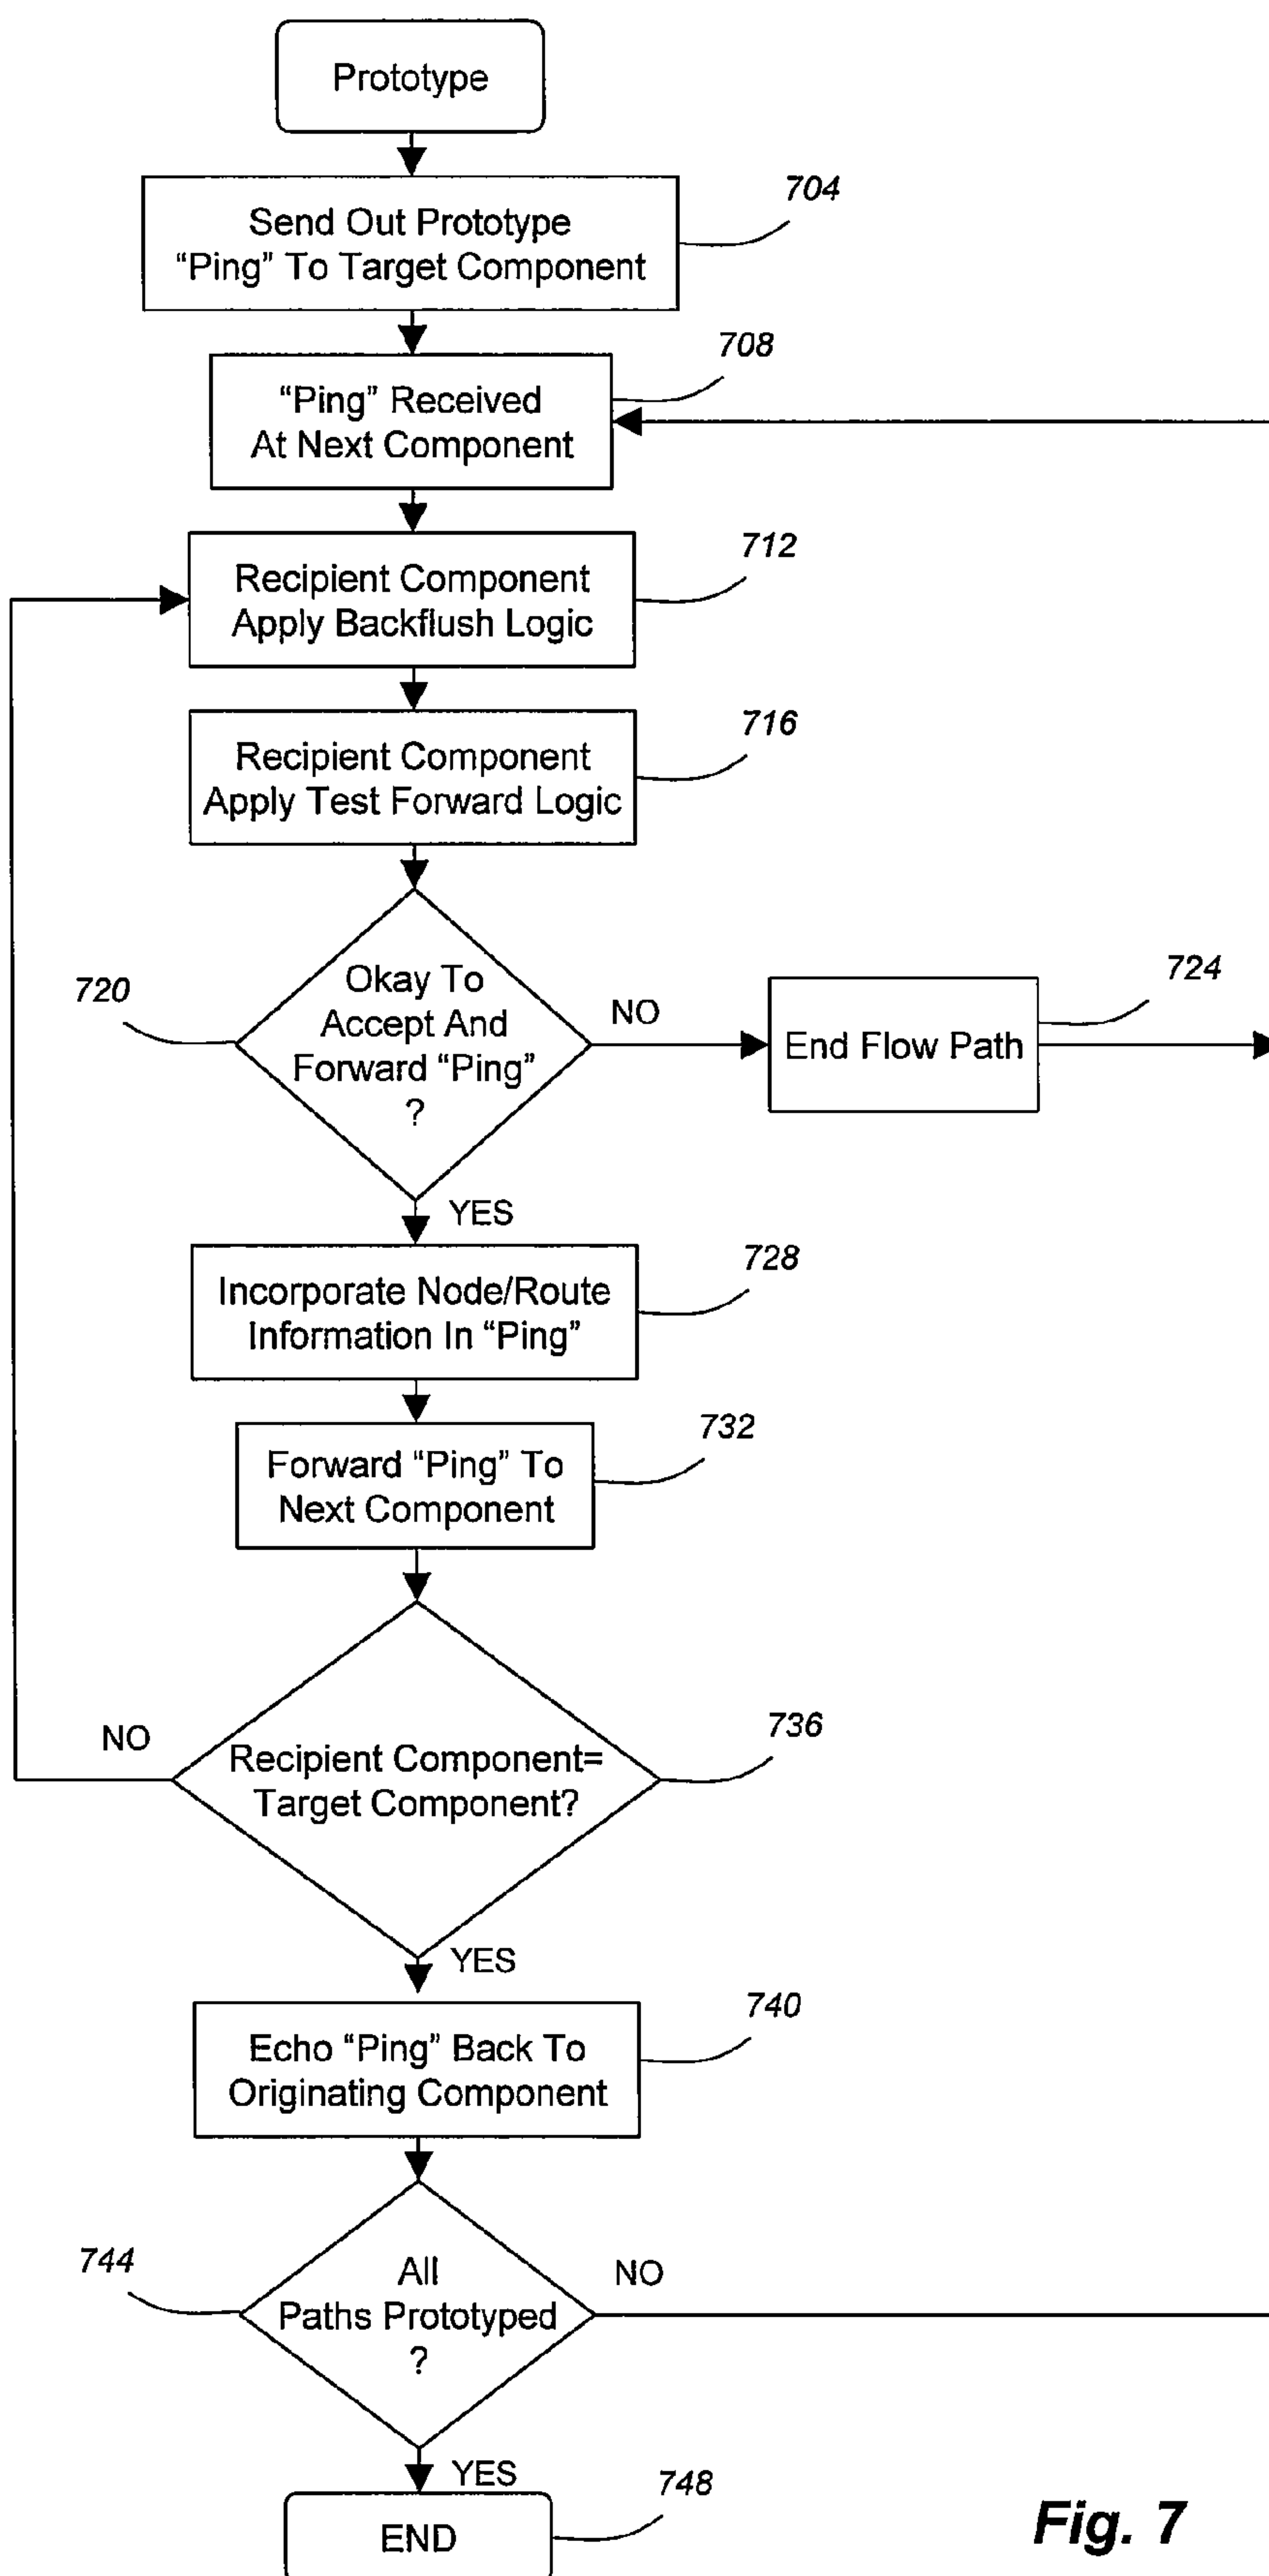 Prototype
704
Send Out Prototype
“Ping” To Target Component
708
“Ping” Received
At Next Component
712
Recipient Component
Apply Backflush Logic
716
Recipient Component
Apply Test Forward Logic
720
Okay To
Accept And
Forward “Ping”
?
NO
724
End Flow Path
YES
728
Incorporate Node/Route
Information In “Ping”
732
Forward “Ping” To
Next Component
NO
736
Recipient Component=
Target Component?
YES
740
Echo “Ping” Back To
Originating Component
744
All
Paths Prototyped
?
NO
YES
748
END
Fig. 7